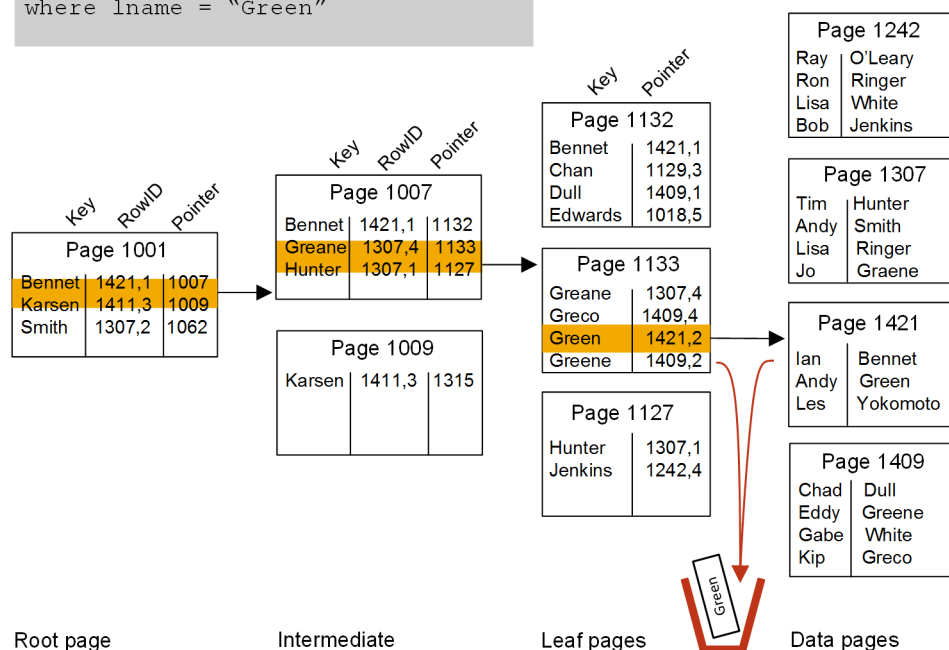 where lname = “Green”
Key RowID Pointer
Page 1001
Bennet 1421,1 1007
Karsen 1411,3 1009
Smith 1307,2 1062
Key RowID Pointer
Page 1007
Bennet 1421,1 1132
Greane 1307,4 1133
Hunter 1307,1 1127
Page 1009
Karsen 1411,3 1315
Key Pointer
Page 1132
Bennet 1421,1
Chan 1129,3
Dull 1409,1
Edwards 1018,5
Page 1133
Greane 1307,4
Greco 1409,4
Green 1421,2
Greene 1409,2
Page 1127
Hunter 1307,1
Jenkins 1242,4
Page 1242
Ray O’Leary
Ron Ringer
Lisa White
Bob Jenkins
Page 1307
Tim Hunter
Andy Smith
Lisa Ringer
Jo Graene
Page 1421
Ian Bennet
Andy Green
Les Yokomoto
Page 1409
Chad Dull
Eddy Greene
Gabe White
Kip Greco
Green
Root page
Intermediate
Leaf pages
Data pages